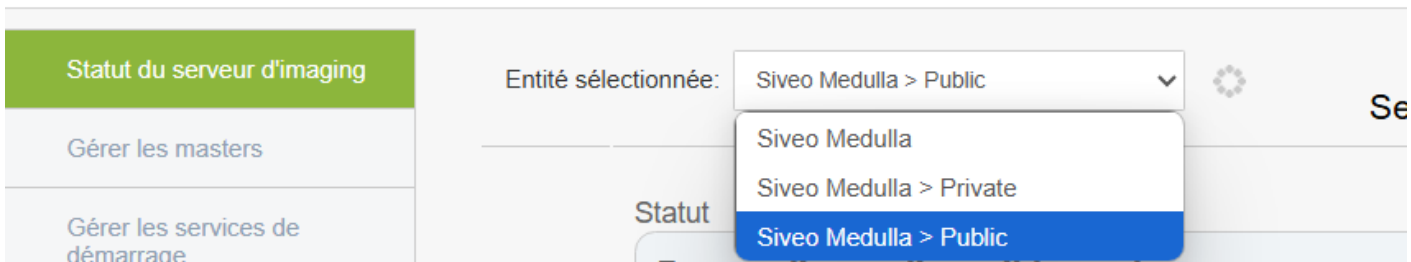 Statut du serveur d'imaging
Gérer les masters
Gérer les services de
démarrage
Entité sélectionnée:
Siveo Medulla > Public
Siveo Medulla
Siveo Medulla > Private
Siveo Medulla > Public
Statut
Se